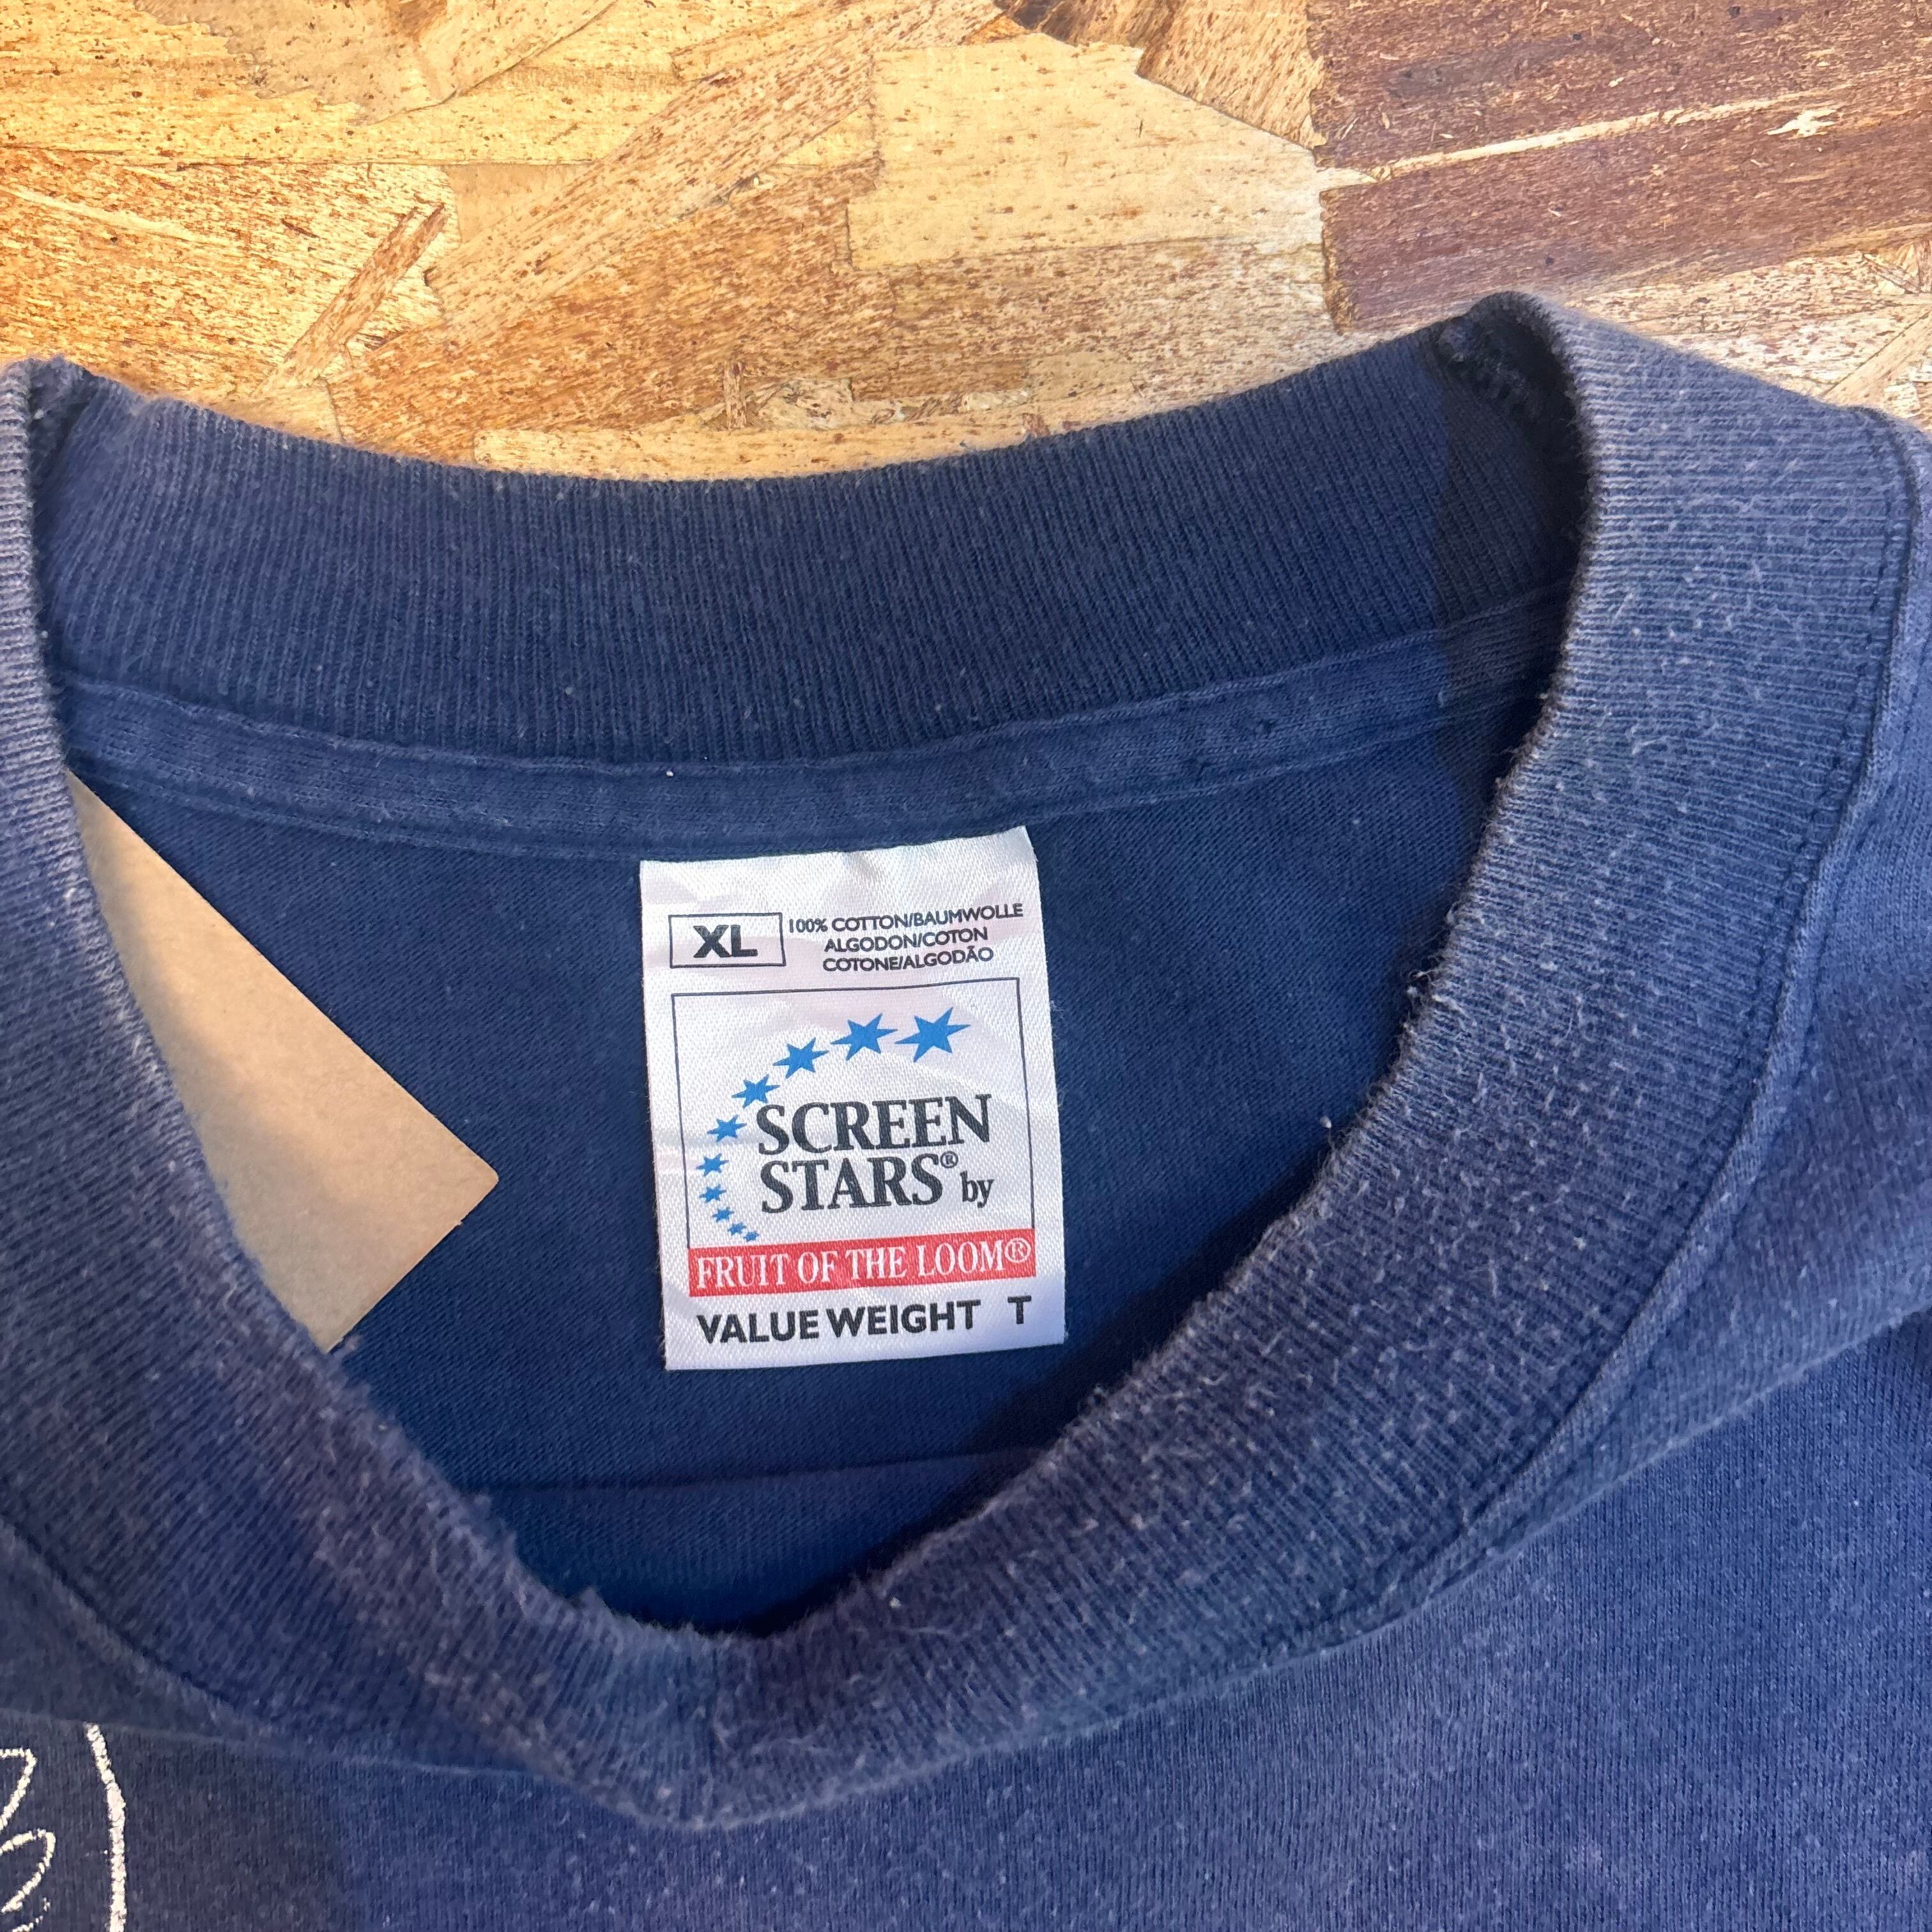 XL
100% COTTON/BAUMWOLLE
ALGODON/COTON
COTONE/ALGODÃO
SCREEN
STARS® by
FRUIT OF THE LOOM®
VALUE WEIGHT T